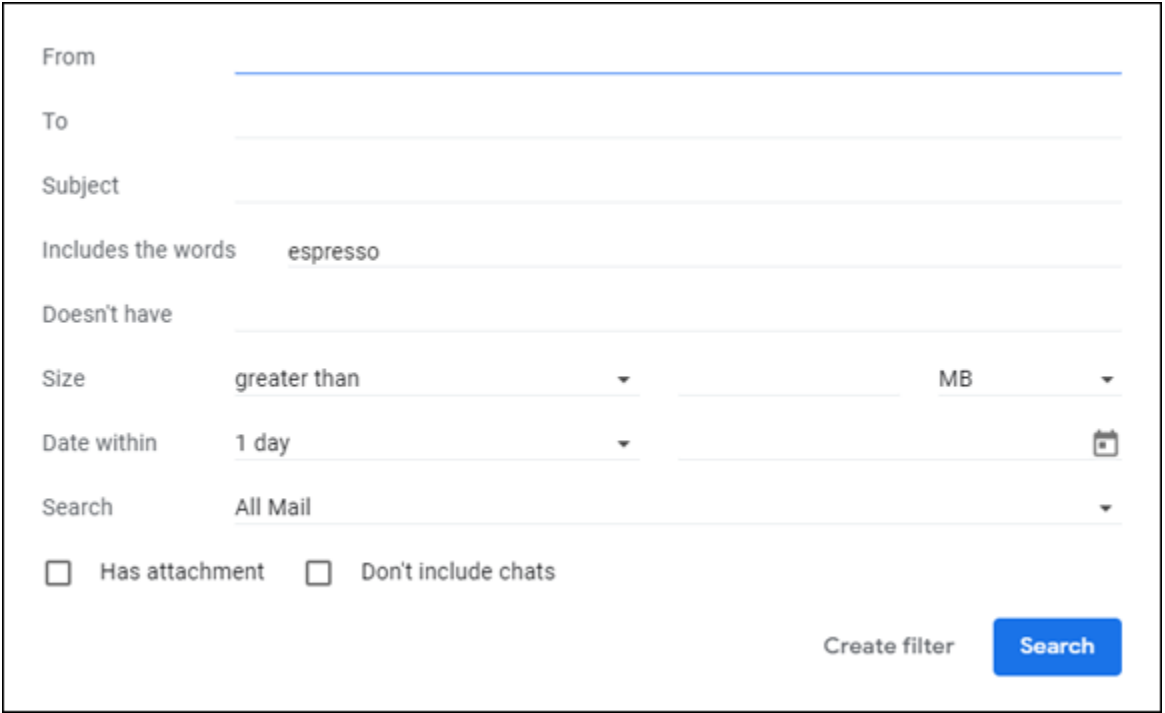 From
To
Subject
Includes the words espresso
Doesn't have
Size greater than MB
Date within 1 day
Search All Mail
Has attachment Don't include chats
Create filter Search